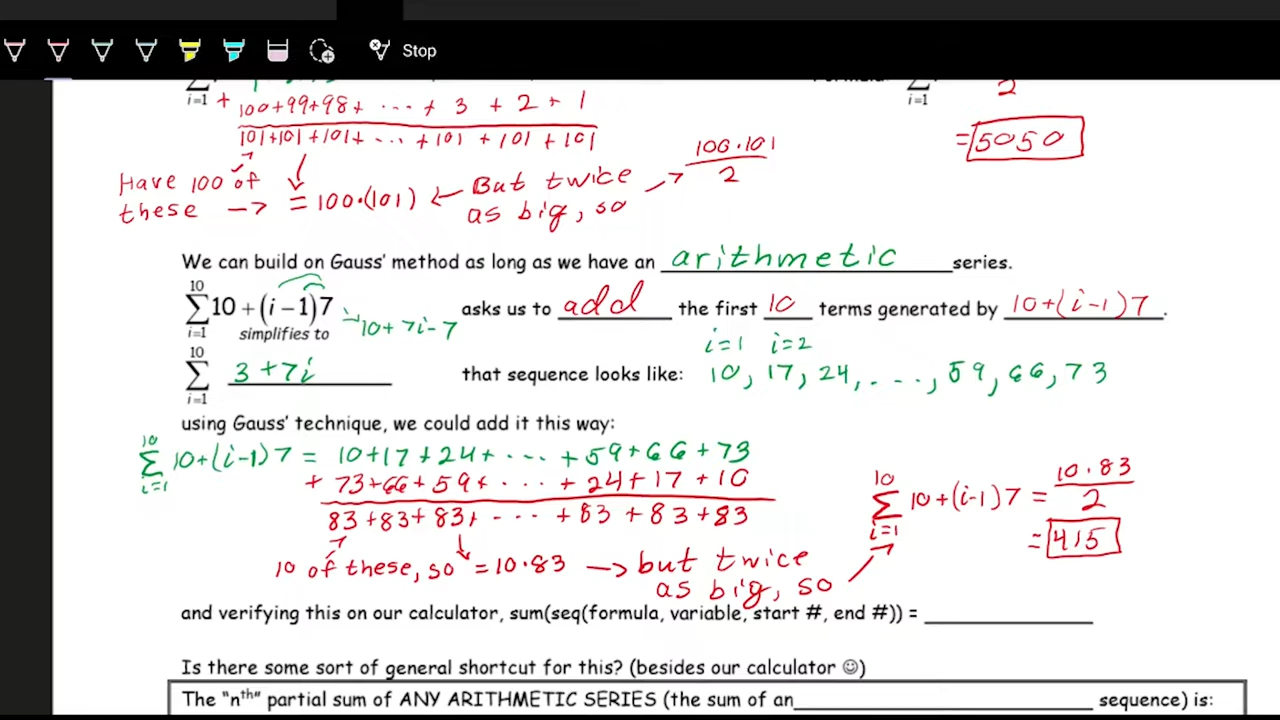 Stop
i=1 + 100+99+98+ ... + 3 + 2 + 1
101+101+101+ ... +101 + 101 +101
i=1 2
= 5050
Have 100 of these → = 100·(101) ← But twice as big, so → 100·101 / 2
We can build on Gauss' method as long as we have an arithmetic series.
10 ∑ i=1 10 + (i – 1)7 → 10+7i-7 asks us to add the first 10 terms generated by 10+(i-1)7.
simplifies to
i=1 i=2
10 ∑ i=1 3+7i that sequence looks like: 10, 17, 24, ..., 59, 66, 73
using Gauss' technique, we could add it this way:
10 ∑ i=1 10+(i-1)7 = 10+17+24+ ... +59+66+73
+ 73+66+59+ ... +24+17+10
83+83+83+ ... +83+83+83
10 of these, so = 10·83 → but twice as big, so
10 ∑ i=1 10+(i-1)7 = 10·83 / 2
= 415
and verifying this on our calculator, sum(seq(formula, variable, start #, end #)) =
Is there some sort of general shortcut for this? (besides our calculator ☺)
The "nth" partial sum of ANY ARITHMETIC SERIES (the sum of an sequence) is: